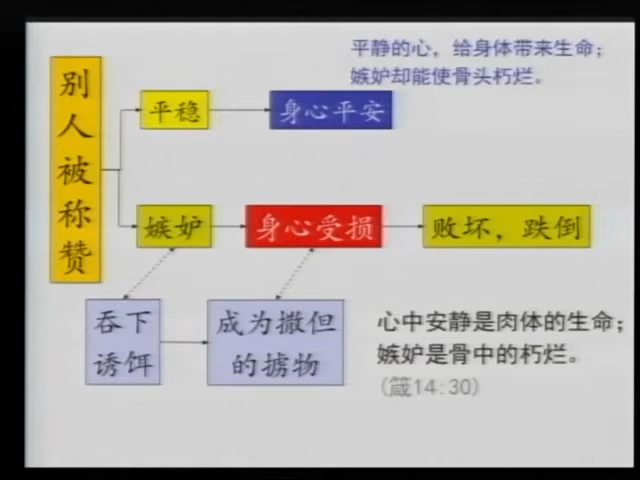 平静的心，给身体带来生命；
嫉妒却能使骨头朽烂。
别人被称赞
平稳
身心平安
嫉妒
身心受损
败坏，跌倒
吞下
诱饵
成为撒但
的掳物
心中安静是肉体的生命；
嫉妒是骨中的朽烂。
(箴14:30)